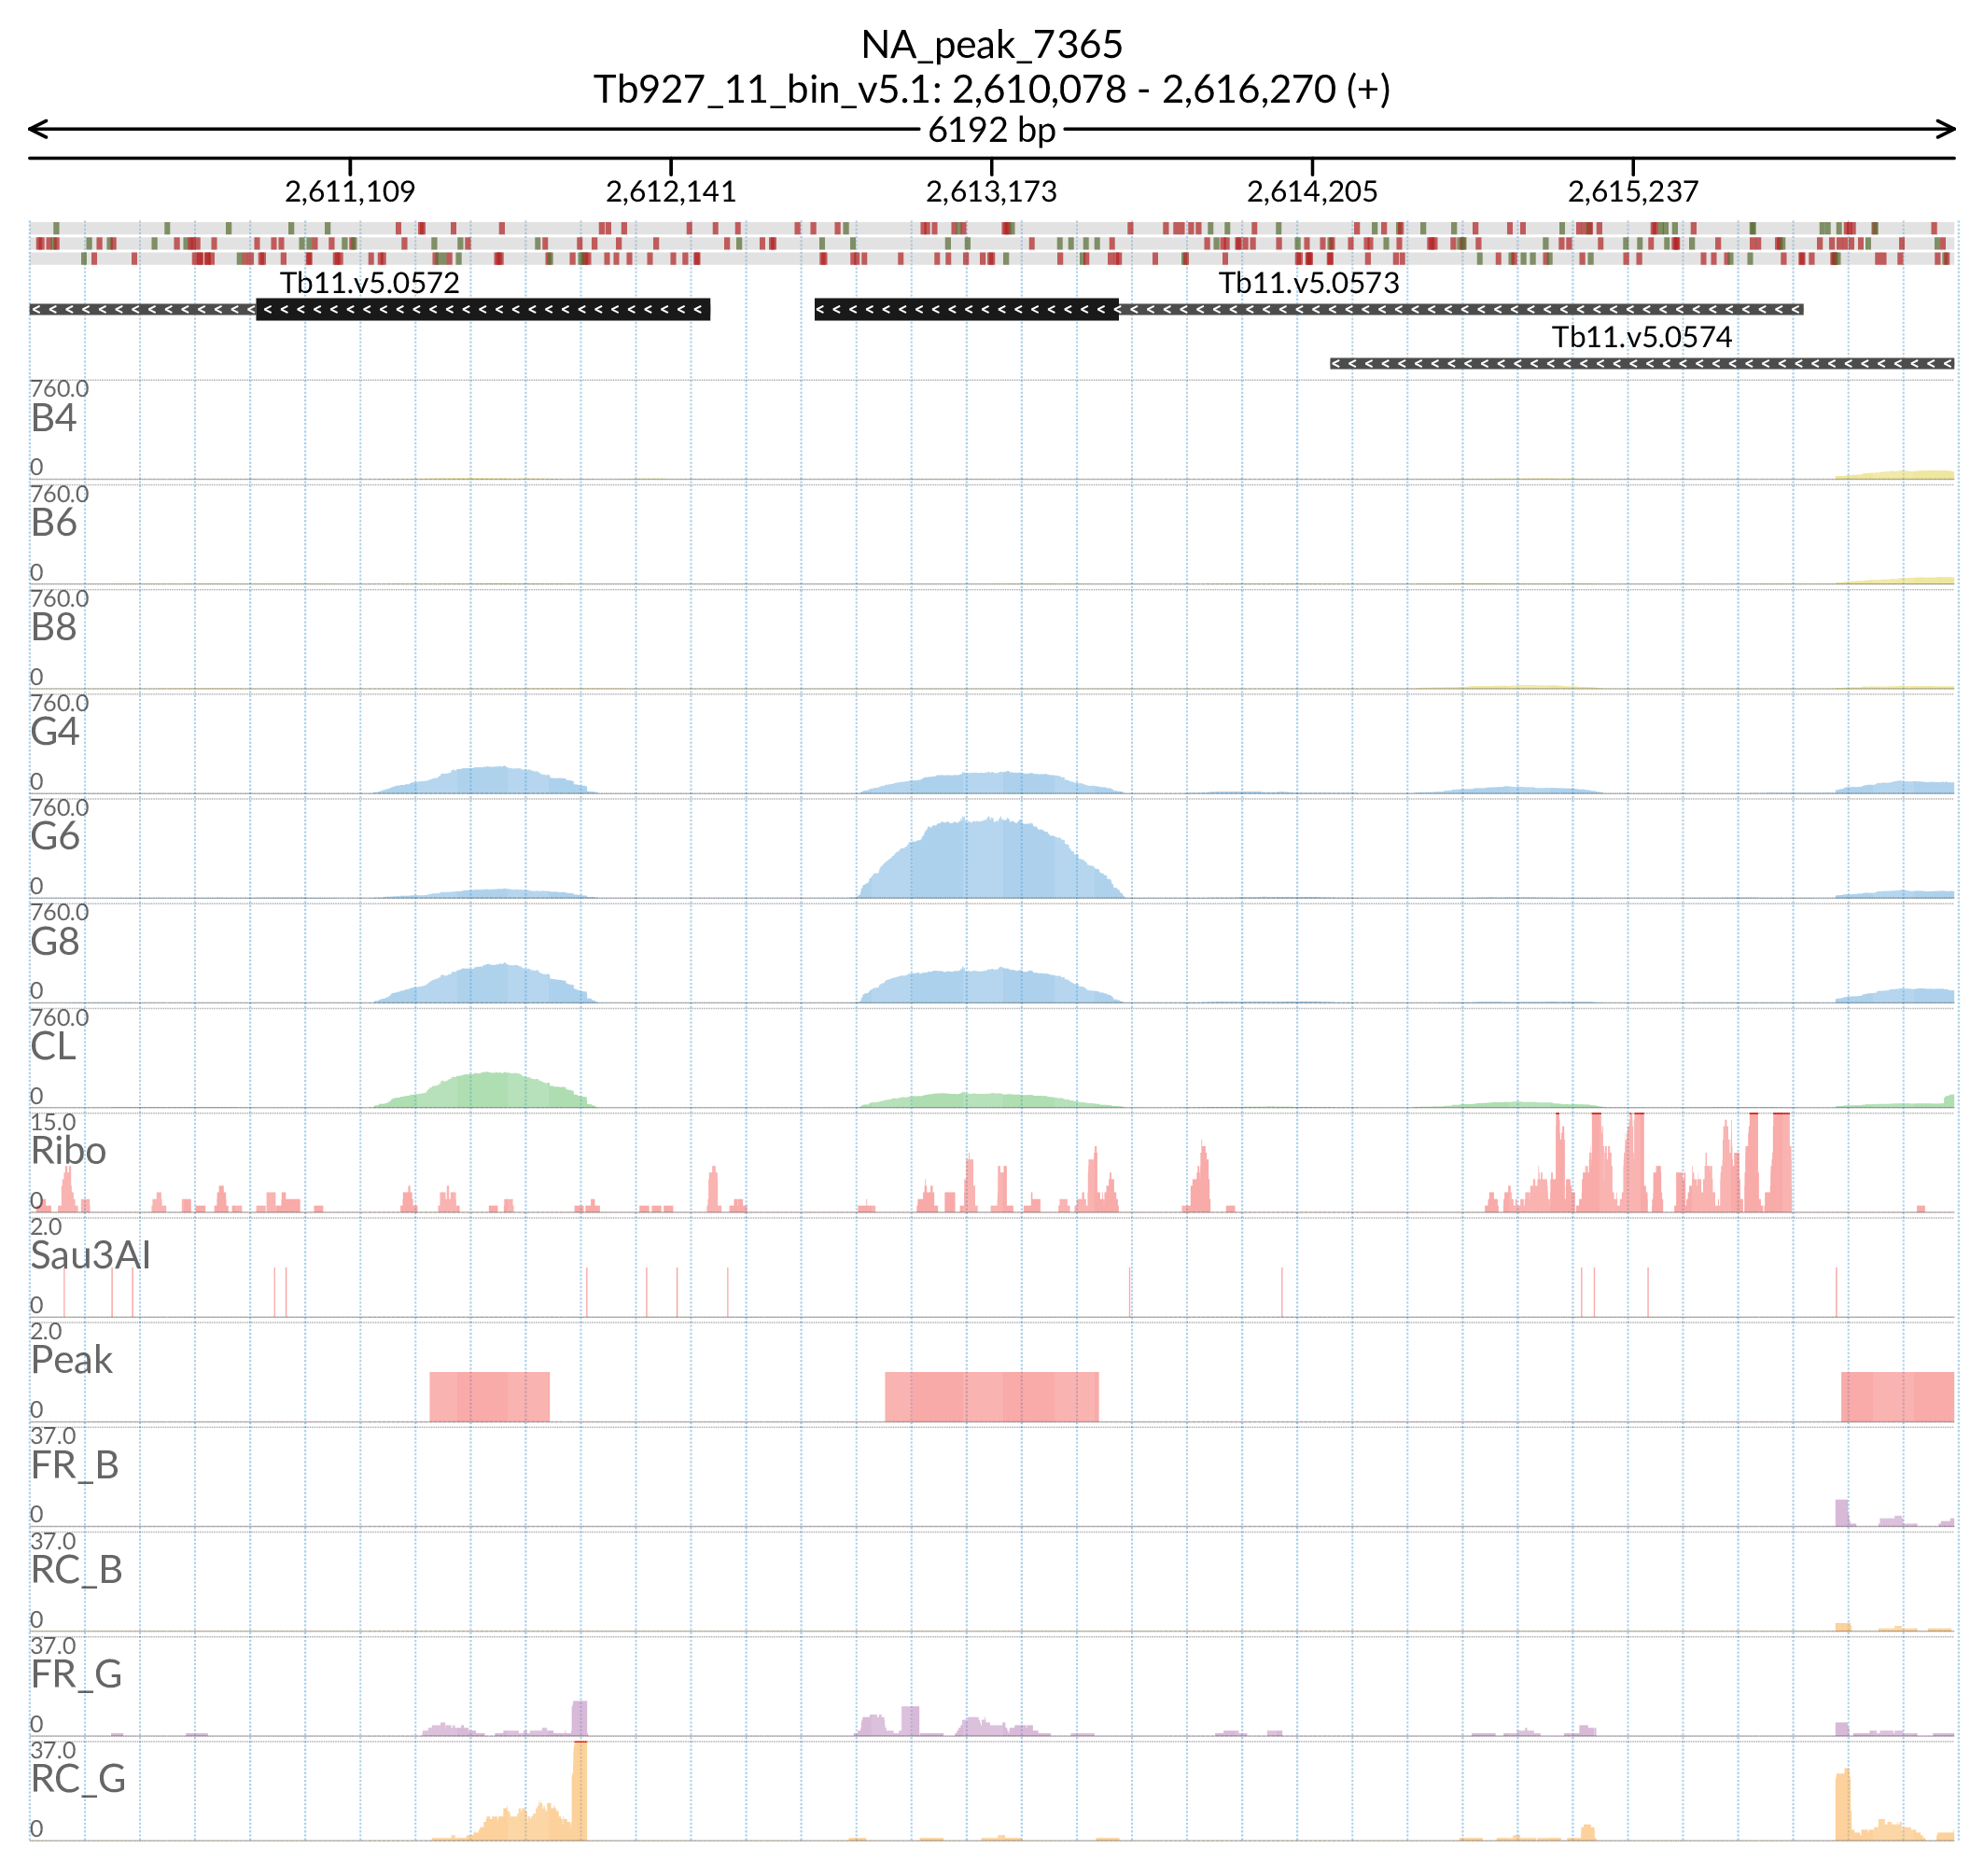 NA_peak_7365
Tb927_11_bin_v5.1: 2,610,078 - 2,616,270 (+)
6192 bp
2,611,109 2,612,141 2,613,173 2,614,205 2,615,237
Tb11.v5.0572 Tb11.v5.0573
Tb11.v5.0574
760.0
B4
0
760.0
B6
0
760.0
B8
0
760.0
G4
0
760.0
G6
0
760.0
G8
0
760.0
CL
0
15.0
Ribo
0
2.0
Sau3AI
0
2.0
Peak
0
37.0
FR_B
0
37.0
RC_B
0
37.0
FR_G
0
37.0
RC_G
0